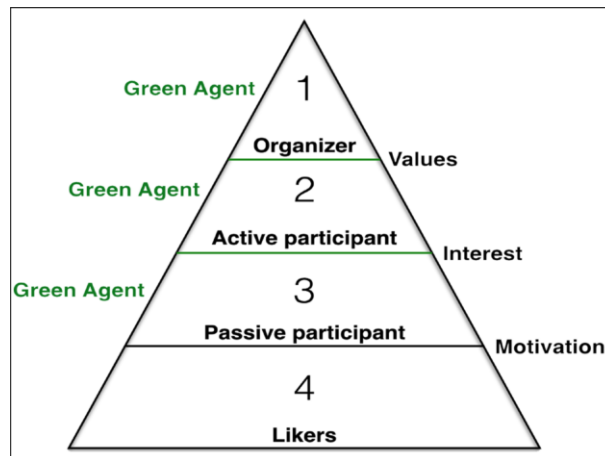 Green Agent
1
Organizer
Values
Green Agent
2
Active participant
Interest
Green Agent
3
Passive participant
Motivation
4
Likers